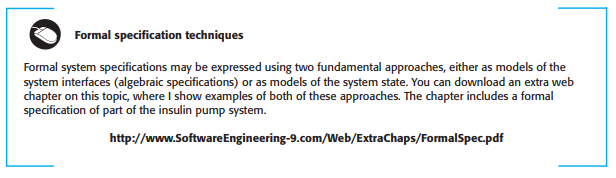 Formal specification techniques
Formal system specifications may be expressed using two fundamental approaches, either as models of the
system interfaces (algebraic specifications) or as models of the system state. You can download an extra web
chapter on this topic, where I show examples of both of these approaches. The chapter includes a formal
specification of part of the insulin pump system.
http://www.SoftwareEngineering-9.com/Web/ExtraChaps/FormalSpec.pdf